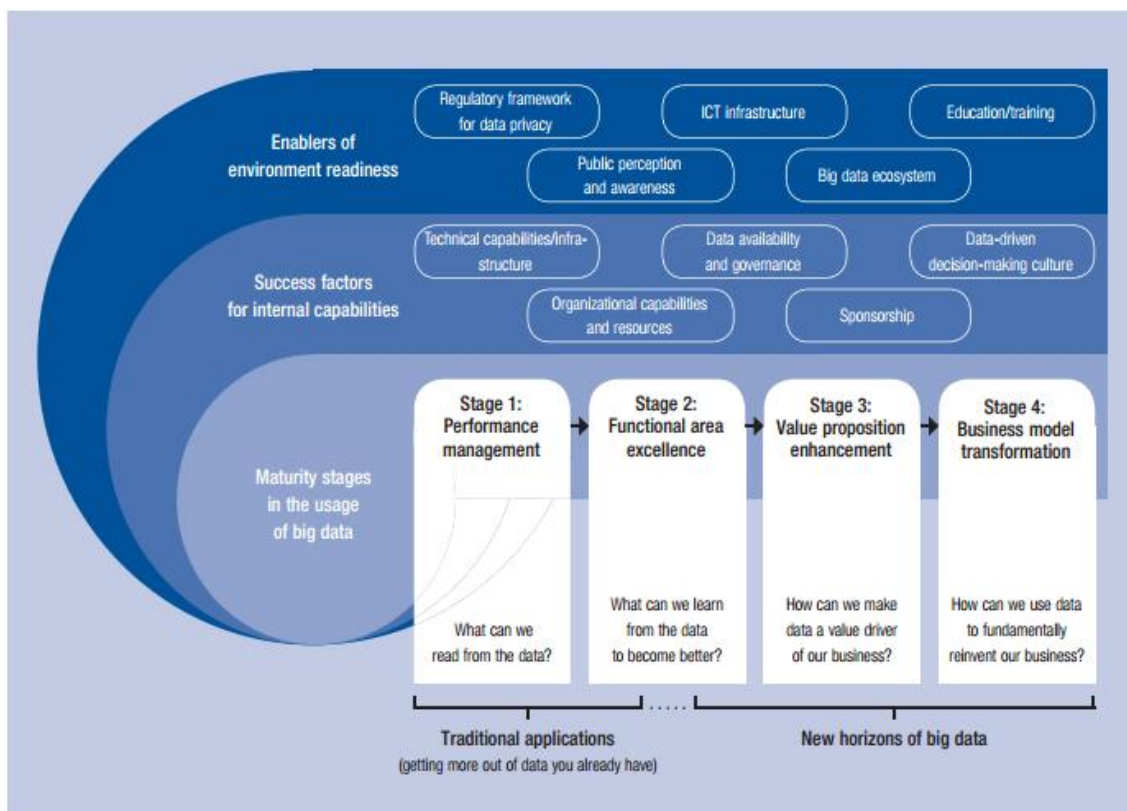 Enablers of
environment readiness
Regulatory framework
for data privacy
ICT infrastructure
Education/training
Public perception
and awareness
Big data ecosystem
Success factors
for internal capabilities
Technical capabilities/infra-
structure
Data availability
and governance
Data-driven
decision-making culture
Organizational capabilities
and resources
Sponsorship
Maturity stages
in the usage
of big data
Stage 1:
Performance
management
What can we
read from the data?
Stage 2:
Functional area
excellence
What can we learn
from the data
to become better?
Stage 3:
Value proposition
enhancement
How can we make
data a value driver
of our business?
Stage 4:
Business model
transformation
How can we use data
to fundamentally
reinvent our business?
Traditional applications
(getting more out of data you already have)
New horizons of big data